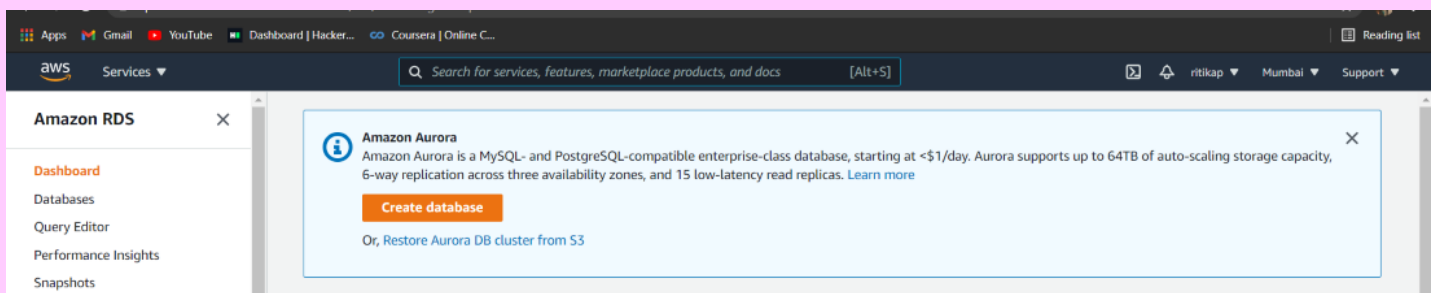 Apps Gmail YouTube Dashboard | Hacker... Coursera | Online C... Reading list
aws Services ▼ Search for services, features, marketplace products, and docs [Alt+S] ritikap ▼ Mumbai ▼ Support ▼
Amazon RDS
Dashboard
Databases
Query Editor
Performance Insights
Snapshots
Amazon Aurora
Amazon Aurora is a MySQL- and PostgreSQL-compatible enterprise-class database, starting at <$1/day. Aurora supports up to 64TB of auto-scaling storage capacity,
6-way replication across three availability zones, and 15 low-latency read replicas. Learn more
Create database
Or, Restore Aurora DB cluster from S3